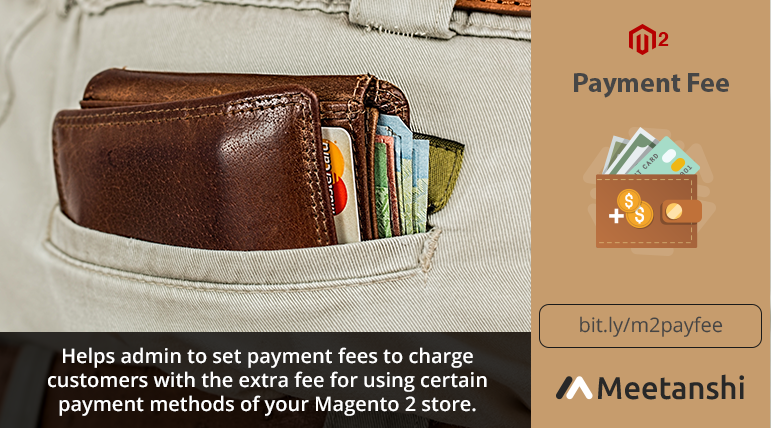 Helps admin to set payment fees to charge
customers with the extra fee for using certain
payment methods of your Magento 2 store.
mastercard
2
Payment Fee
CARD
$
$
+
bit.ly/m2payfee
Meetanshi